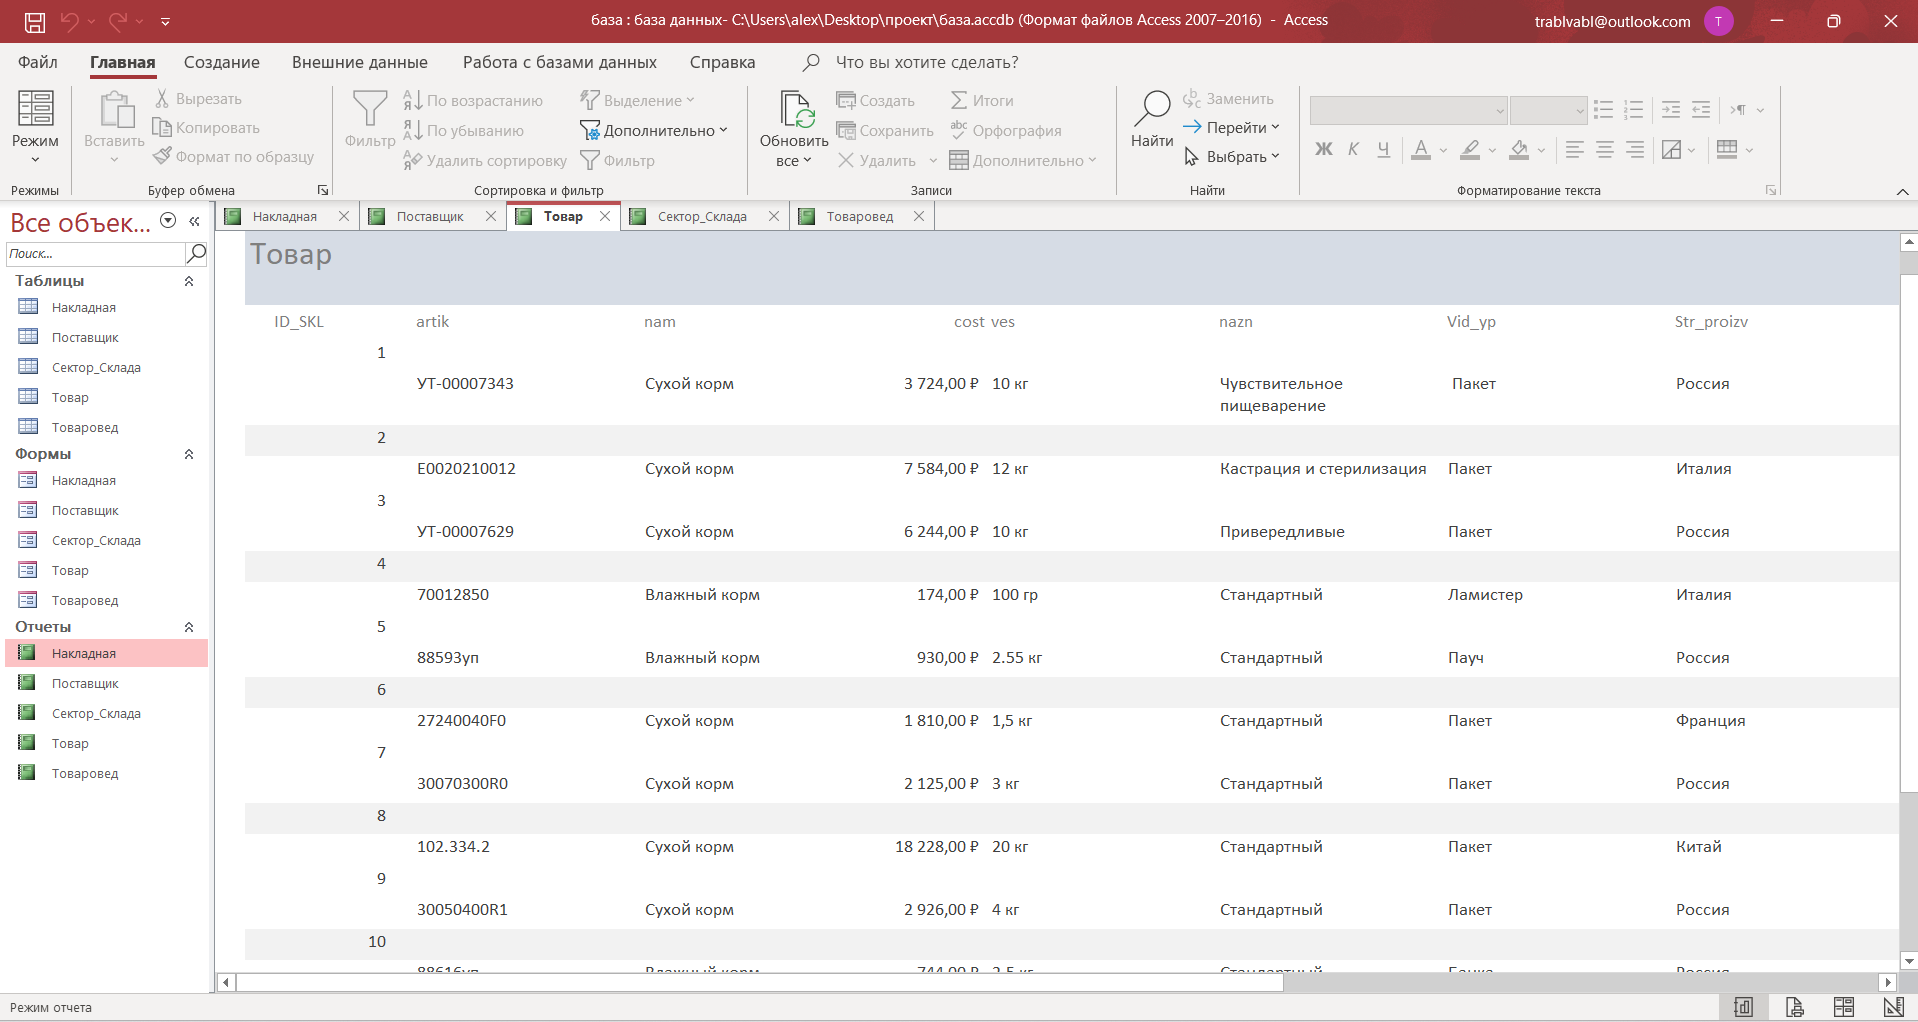 база : база данных- C:\Users\alex\Desktop\проект\база.accdb (Формат файлов Access 2007–2016) - Access
trablvabl@outlook.com
T
Файл Главная Создание Внешние данные Работа с базами данных Справка Что вы хотите сделать?
Режим
Режимы
Вставить
Вырезать
Копировать
Формат по образцу
Буфер обмена
Фильтр
По возрастанию
По убыванию
Удалить сортировку
Выделение
Дополнительно
Фильтр
Сортировка и фильтр
Обновить
все
Создать
Сохранить
Удалить
Итоги
Орфография
Дополнительно
Записи
Найти
Заменить
Перейти
Выбрать
Найти
Ж К Ч А
Форматирование текста
Все объек...
Поиск...
Таблицы
Накладная
Поставщик
Сектор_Склада
Товар
Товаровед
Формы
Накладная
Поставщик
Сектор_Склада
Товар
Товаровед
Отчеты
Накладная
Поставщик
Сектор_Склада
Товар
Товаровед
Накладная Поставщик Товар Сектор_Склада Товаровед
Товар
ID_SKL artik nam cost ves nazn Vid_yp Str_proizv
1
УТ-00007343 Сухой корм 3 724,00 ₽ 10 кг Чувствительное Пакет Россия
пищеварение
2
E0020210012 Сухой корм 7 584,00 ₽ 12 кг Кастрация и стерилизация Пакет Италия
3
УТ-00007629 Сухой корм 6 244,00 ₽ 10 кг Привередливые Пакет Россия
4
70012850 Влажный корм 174,00 ₽ 100 гр Стандартный Ламистер Италия
5
88593уп Влажный корм 930,00 ₽ 2.55 кг Стандартный Пауч Россия
6
27240040F0 Сухой корм 1 810,00 ₽ 1,5 кг Стандартный Пакет Франция
7
30070300R0 Сухой корм 2 125,00 ₽ 3 кг Стандартный Пакет Россия
8
102.334.2 Сухой корм 18 228,00 ₽ 20 кг Стандартный Пакет Китай
9
30050400R1 Сухой корм 2 926,00 ₽ 4 кг Стандартный Пакет Россия
10
88616уп Влажный корм 744,00 ₽ Стандартный Банка Россия
Режим отчета